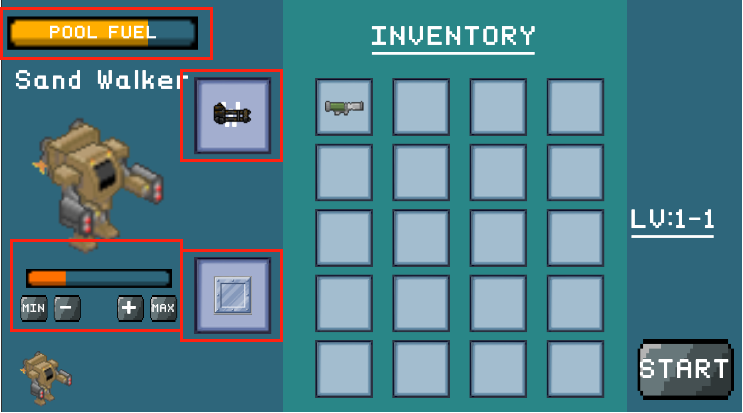 POOL FUEL
INVENTORY
Sand Walker
LV:1-1
MIN - + MAX
START